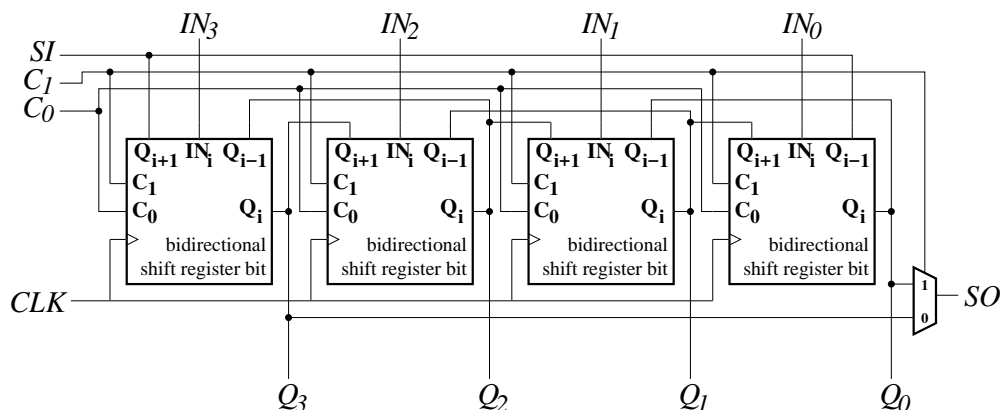 IN3 IN2 IN1 IN0
SI
C1
C0
Qi+1 INi Qi–1 Qi+1 INi Qi–1 Qi+1 INi Qi–1 Qi+1 INi Qi–1
C1 C1 C1 C1
C0 Qi C0 Qi C0 Qi C0 Qi
bidirectional bidirectional bidirectional bidirectional
shift register bit shift register bit shift register bit shift register bit
1
CLK SO
0
Q3 Q2 Q1 Q0